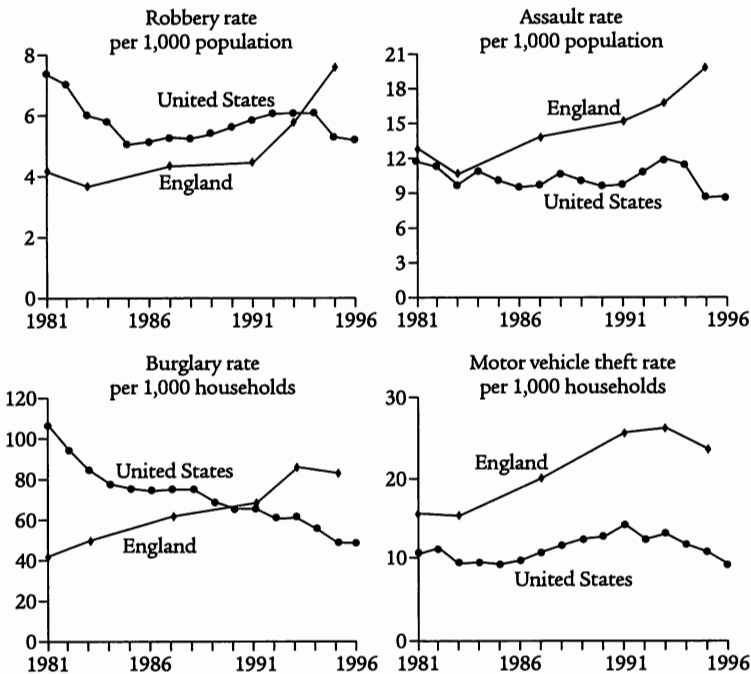 Robbery rate
per 1,000 population
8
6
4
2
0
United States
England
1981
1986
1991
1996
Assault rate
per 1,000 population
21
18
15
12
9
6
3
0
England
United States
1981
1986
1991
1996
Burglary rate
per 1,000 households
120
100
80
60
40
20
0
United States
England
1981
1986
1991
1996
Motor vehicle theft rate
per 1,000 households
30
20
10
0
England
United States
1981
1986
1991
1996